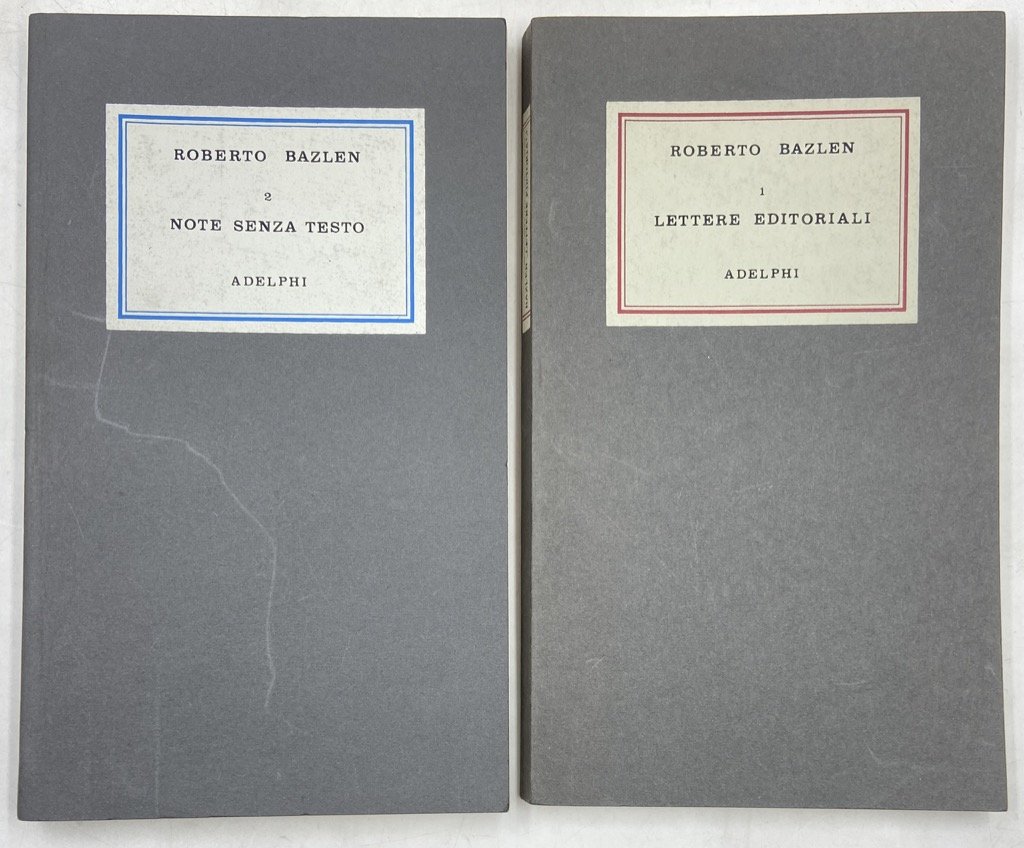 ROBERTO BAZLEN
2
NOTE SENZA TESTO
ADELPHI
ROBERTO BAZLEN
1
LETTERE EDITORIALI
ADELPHI